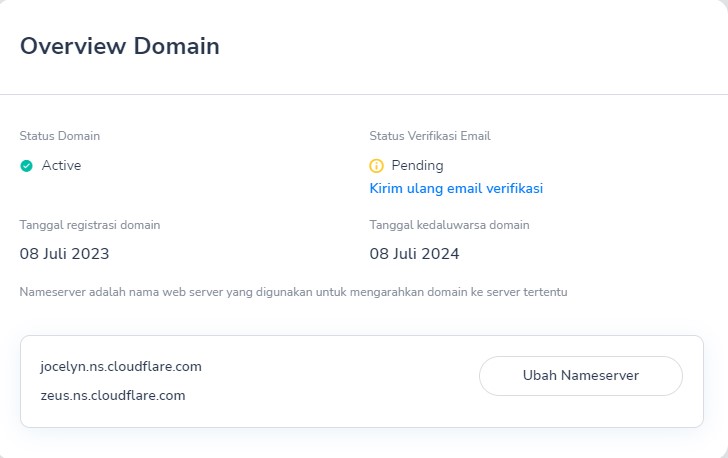 Overview Domain
Status Domain
Status Verifikasi Email
Active
Pending
Kirim ulang email verifikasi
Tanggal registrasi domain
Tanggal kedaluwarsa domain
08 Juli 2023
08 Juli 2024
Nameserver adalah nama web server yang digunakan untuk mengarahkan domain ke server tertentu
jocelyn.ns.cloudflare.com
zeus.ns.cloudflare.com
Ubah Nameserver